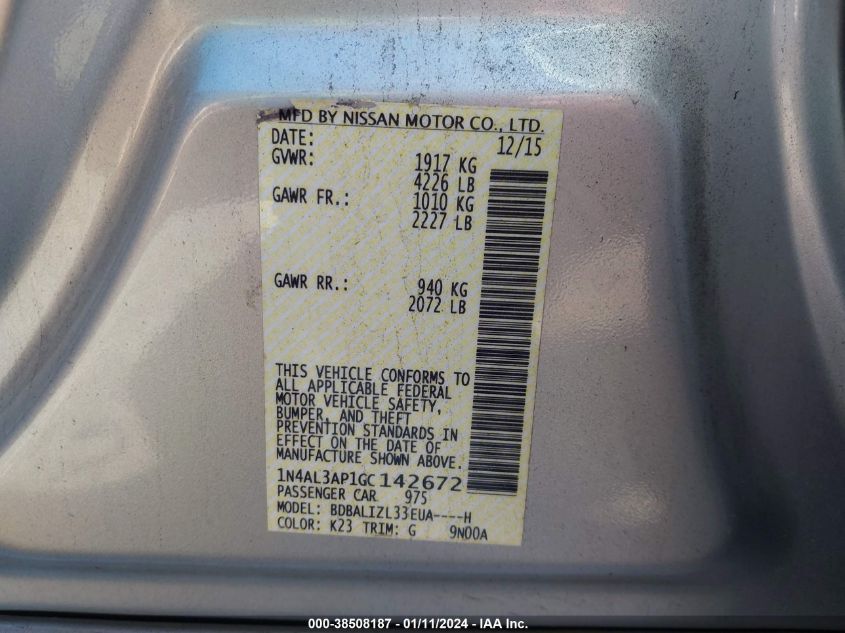 MFD BY NISSAN MOTOR CO., LTD.
DATE: 12/15
GVWR: 1917 KG
4226 LB
GAWR FR.: 1010 KG
2227 LB
GAWR RR.: 940 KG
2072 LB
THIS VEHICLE CONFORMS TO
ALL APPLICABLE FEDERAL
MOTOR VEHICLE SAFETY,
BUMPER, AND THEFT
PREVENTION STANDARDS IN
EFFECT ON THE DATE OF
MANUFACTURE SHOWN ABOVE.
1N4AL3AP1GC142672
PASSENGER CAR 975
MODEL: BDBALIZL33EUA----H
COLOR: K23 TRIM: G 9N00A
000-38508187 - 01/11/2024 - IAA Inc.